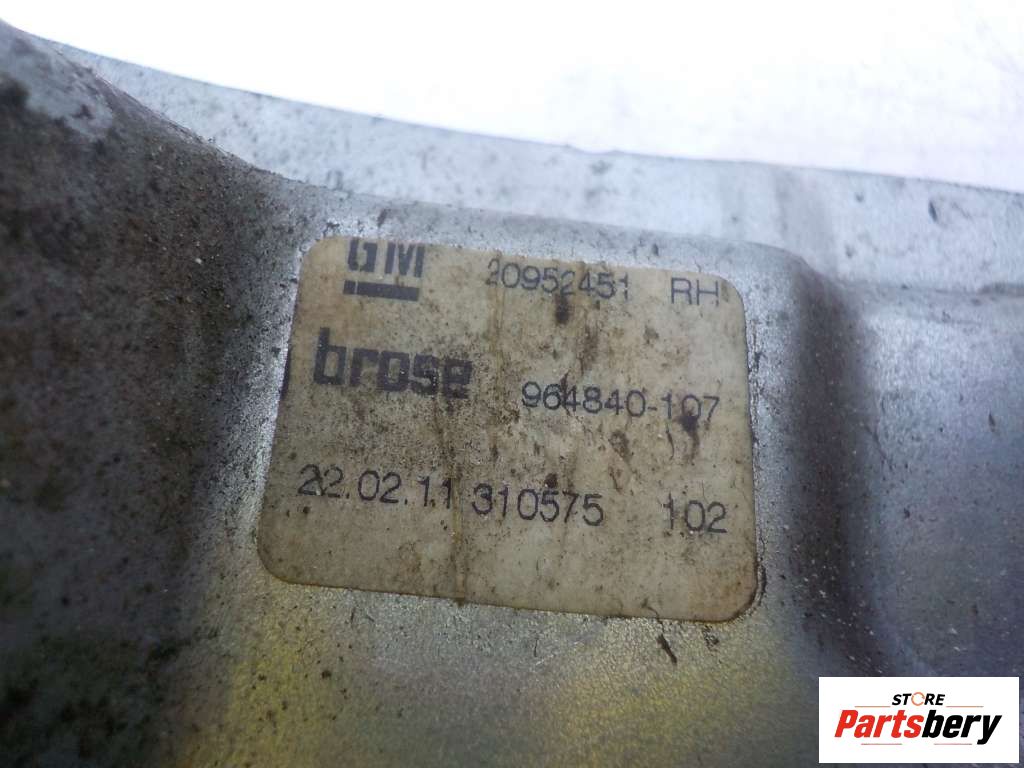 GM 20952451 RH
brose 964840-107
22.02.11 310575 102
STORE
Partsbery